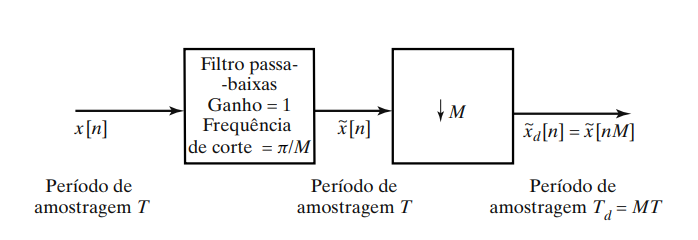 Filtro passa-
-baixas
Ganho = 1
Frequência
de corte = π/M
x[n]
x̃[n]
↓ M
x̃d[n] = x̃[nM]
Período de
amostragem T
Período de
amostragem T
Período de
amostragem Td = MT